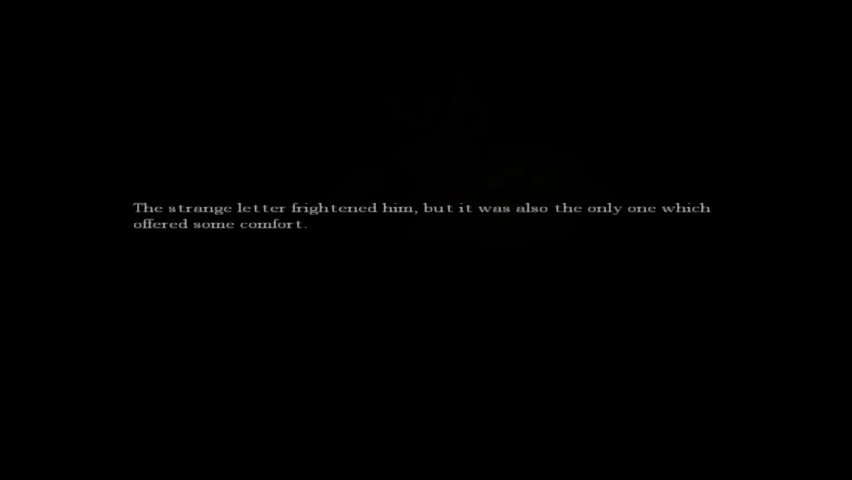 The strange letter frightened him, but it was also the only one which
offered some comfort.